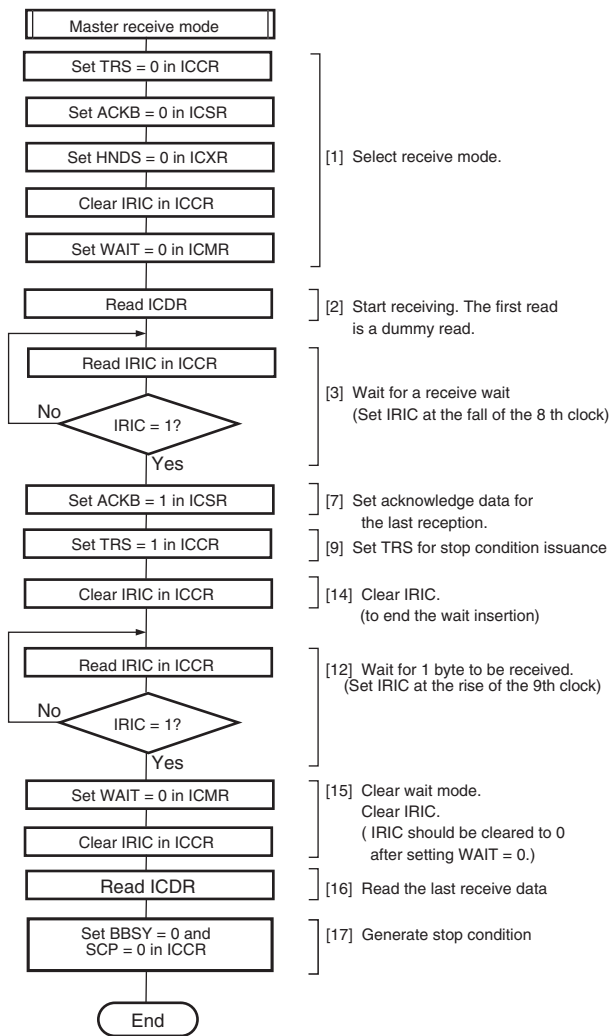 Master receive mode
Set TRS = 0 in ICCR
Set ACKB = 0 in ICSR
Set HNDS = 0 in ICXR
[1] Select receive mode.
Clear IRIC in ICCR
Set WAIT = 0 in ICMR
Read ICDR
[2] Start receiving. The first read
is a dummy read.
Read IRIC in ICCR
[3] Wait for a receive wait
(Set IRIC at the fall of the 8 th clock)
No
IRIC = 1?
Yes
Set ACKB = 1 in ICSR
[7] Set acknowledge data for
the last reception.
Set TRS = 1 in ICCR
[9] Set TRS for stop condition issuance
Clear IRIC in ICCR
[14] Clear IRIC.
(to end the wait insertion)
Read IRIC in ICCR
[12] Wait for 1 byte to be received.
(Set IRIC at the rise of the 9th clock)
No
IRIC = 1?
Yes
Set WAIT = 0 in ICMR
[15] Clear wait mode.
Clear IRIC.
( IRIC should be cleared to 0
after setting WAIT = 0.)
Clear IRIC in ICCR
Read ICDR
[16] Read the last receive data
Set BBSY = 0 and
SCP = 0 in ICCR
[17] Generate stop condition
End